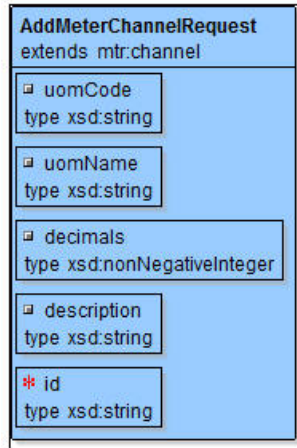 AddMeterChannelRequest
extends mtr:channel
uomCode
type xsd:string
uomName
type xsd:string
decimals
type xsd:nonNegativeInteger
description
type xsd:string
* id
type xsd:string